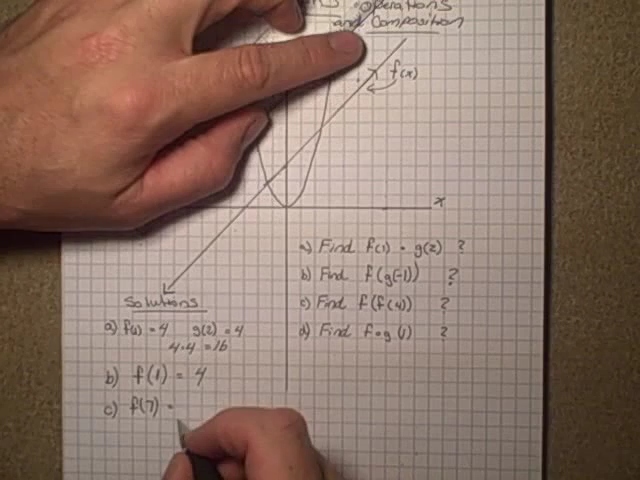 operations
and Composition
f(x)
x
a) Find f(1) • g(2) ?
b) Find f(g(-1)) ?
c) Find f(f(4)) ?
d) Find f∘g (1) ?
Solutions
a) f(1) = 4 g(2) = 4
4•4 = 16
b) f(1) = 4
c) f(7) =